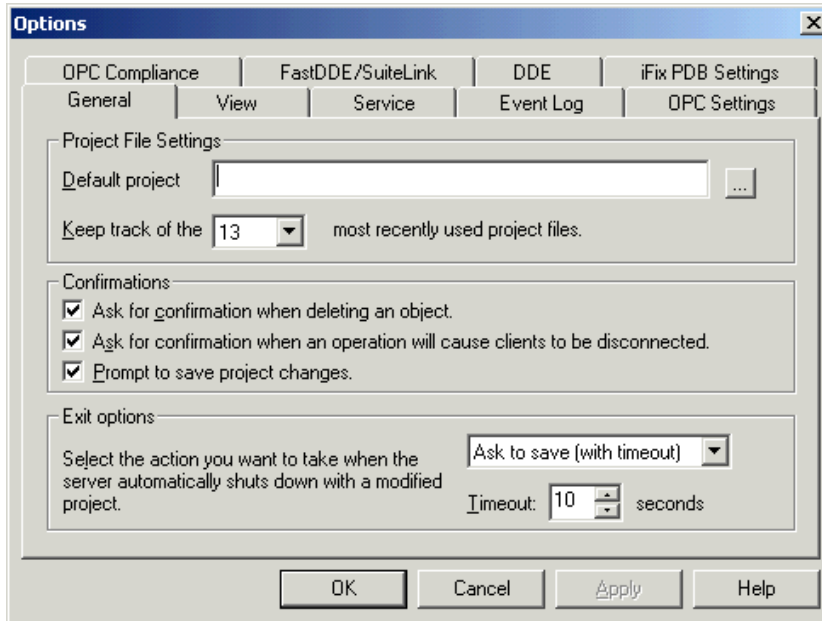 Options
OPC Compliance
FastDDE/SuiteLink
DDE
iFix PDB Settings
General
View
Service
Event Log
OPC Settings
Project File Settings
Default project
...
Keep track of the 13 most recently used project files.
Confirmations
Ask for confirmation when deleting an object.
Ask for confirmation when an operation will cause clients to be disconnected.
Prompt to save project changes.
Exit options
Select the action you want to take when the
server automatically shuts down with a modified
project.
Ask to save (with timeout)
Timeout: 10 seconds
OK
Cancel
Apply
Help